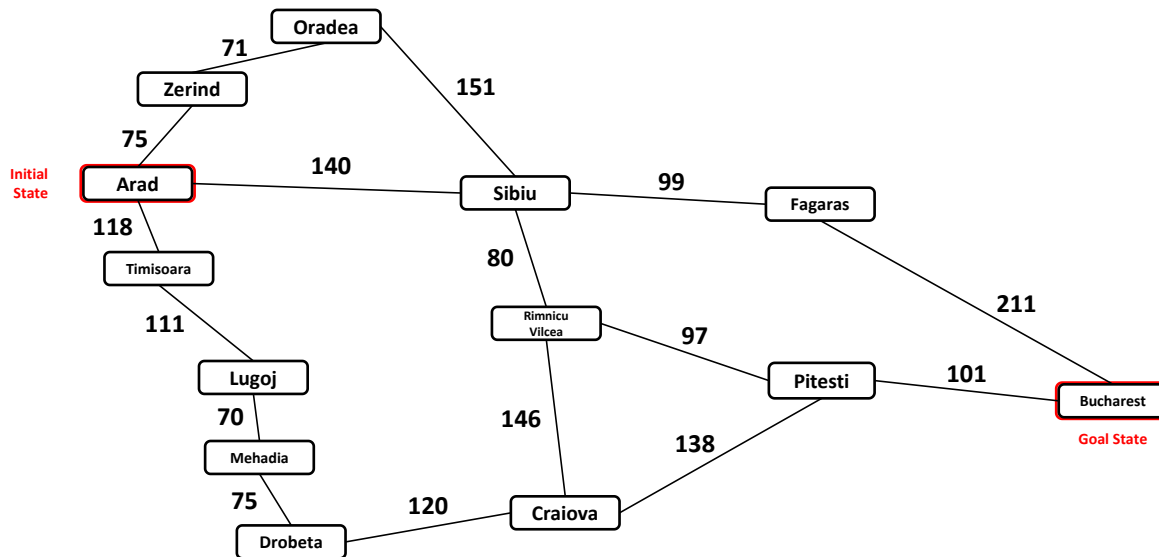 Oradea
71
Zerind
151
75
Initial
State
Arad
140
Sibiu
99
Fagaras
118
Timisoara
80
111
Rimnicu
Vilcea
97
211
Lugoj
Pitesti
101
Bucharest
70
146
138
Goal State
Mehadia
75
120
Craiova
Drobeta